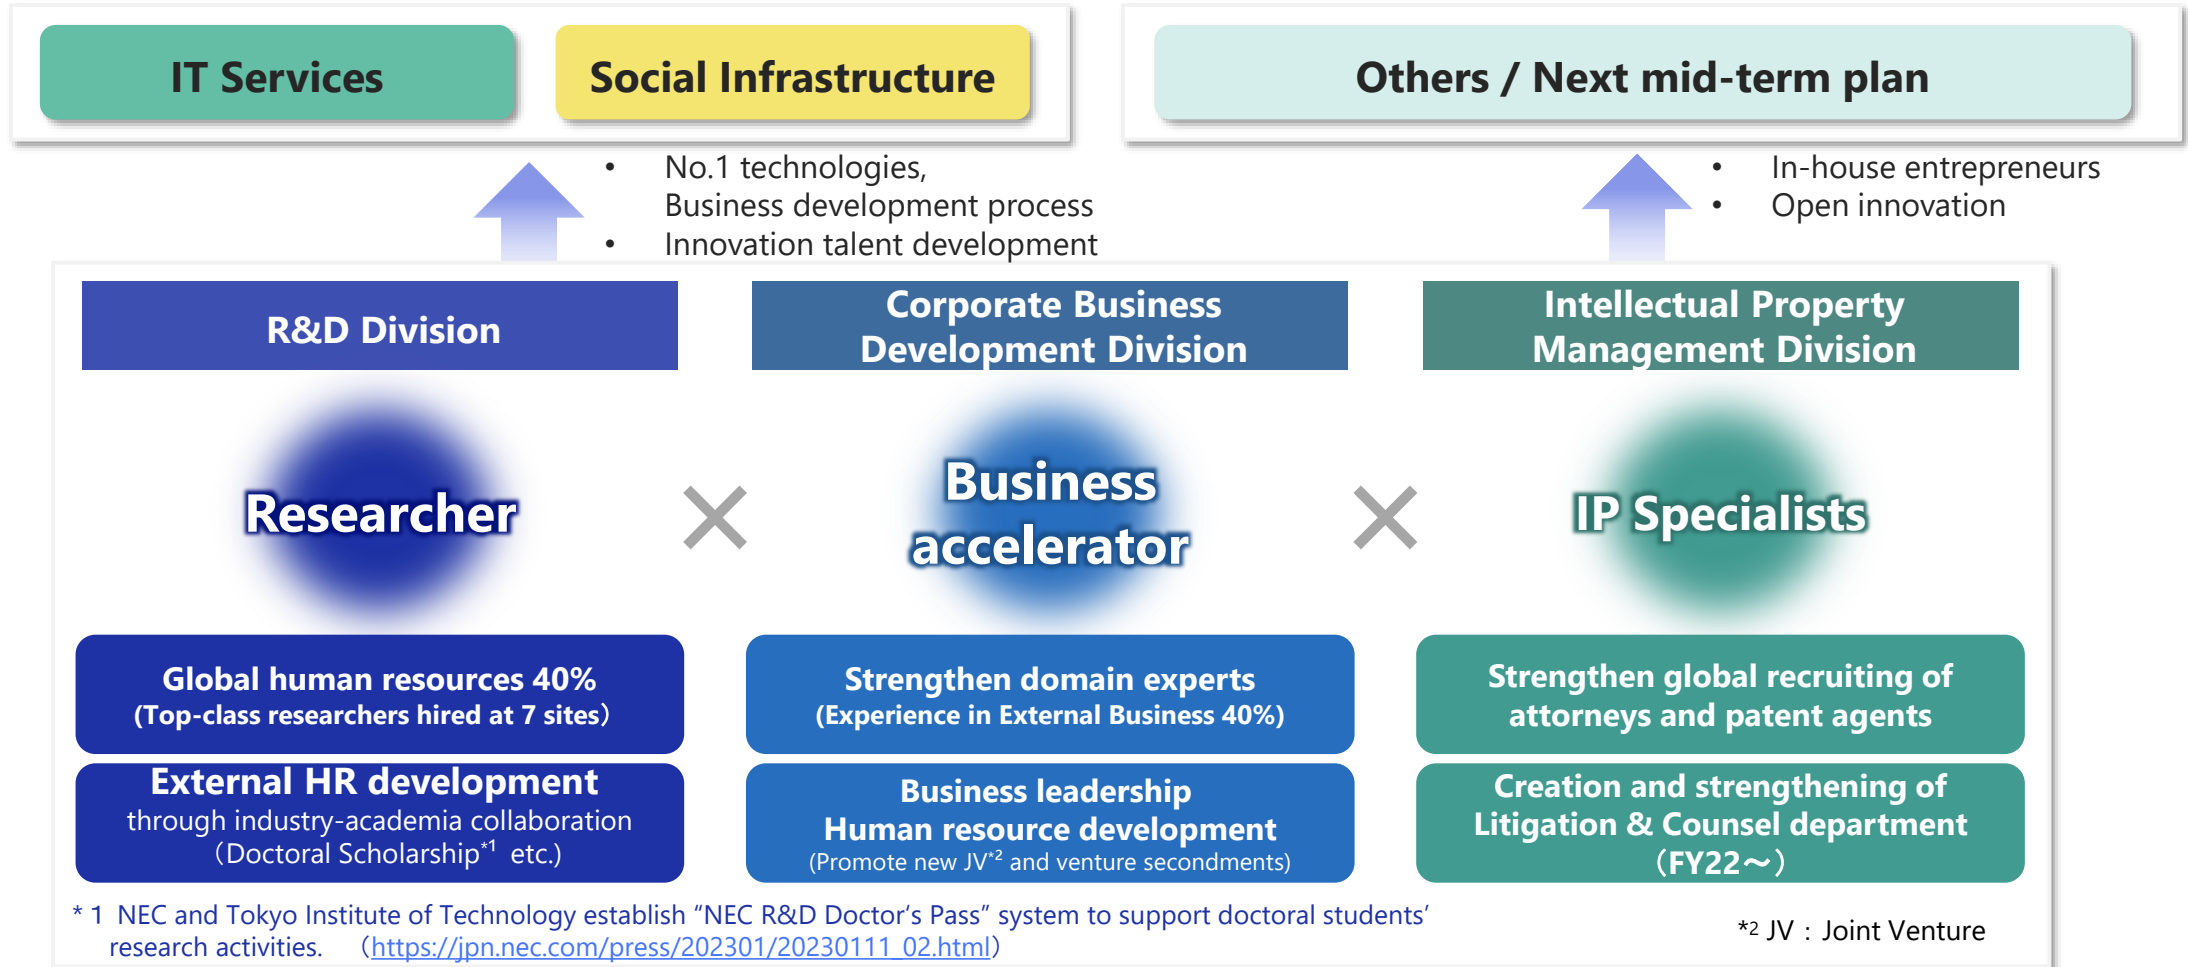 IT Services
Social Infrastructure
Others / Next mid-term plan
• No.1 technologies,
Business development process
• Innovation talent development
• In-house entrepreneurs
• Open innovation
R&D Division
Corporate Business
Development Division
Intellectual Property
Management Division
Researcher
×
Business
accelerator
×
IP Specialists
Global human resources 40%
(Top-class researchers hired at 7 sites）
Strengthen domain experts
(Experience in External Business 40%)
Strengthen global recruiting of
attorneys and patent agents
External HR development
through industry-academia collaboration
（Doctoral Scholarship*1 etc.)
Business leadership
Human resource development
(Promote new JV*2 and venture secondments)
Creation and strengthening of
Litigation & Counsel department
（FY22～）
*１ NEC and Tokyo Institute of Technology establish “NEC R&D Doctor‘s Pass” system to support doctoral students’
research activities. （https://jpn.nec.com/press/202301/20230111_02.html）
*2 JV：Joint Venture